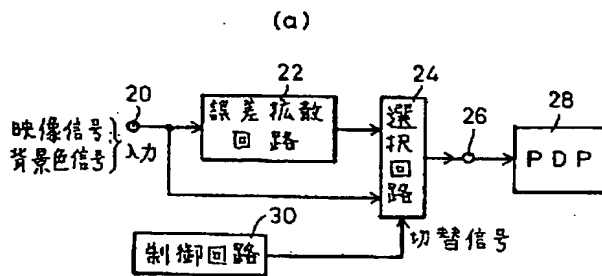 (a)
20
22
24
26
28
映像信号
背景色信号
入力
誤差拡散
回路
選択回路
PDP
30
制御回路
切替信号